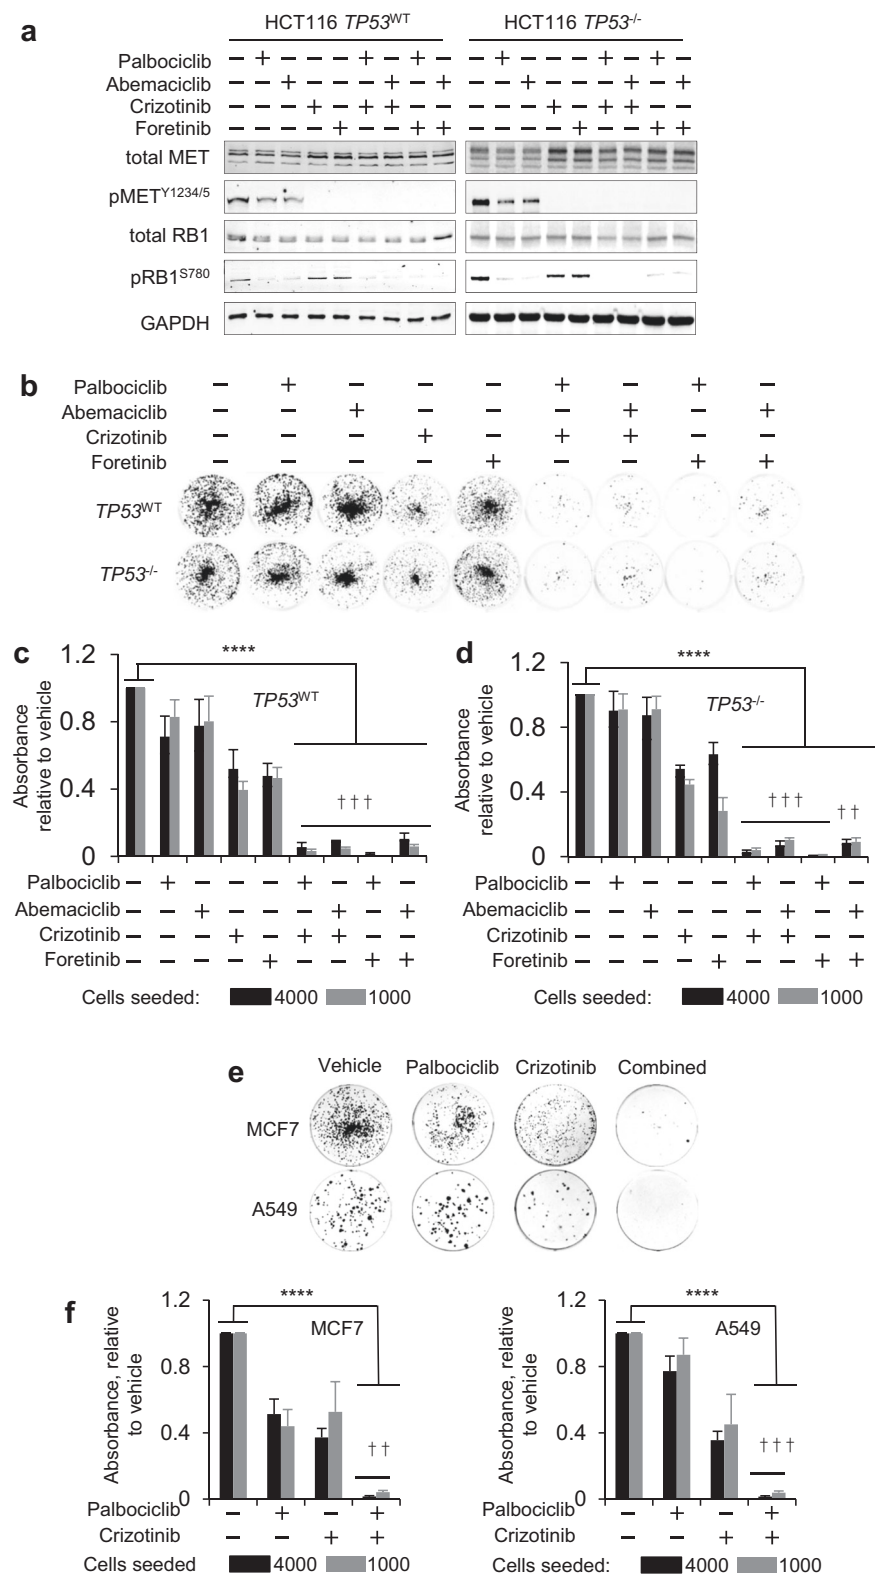 a
HCT116 TP53WT
HCT116 TP53-/-
Palbociclib − + − − − + − + − − + − − − + − + −
Abemaciclib − − + − − − + − + − − + − − − + − +
Crizotinib − − − + − + + − − − − − + − + + − −
Foretinib − − − − + − − + + − − − − + − − + +
total MET
pMETY1234/5
total RB1
pRB1S780
GAPDH
b
Palbociclib − + − − − + − + −
Abemaciclib − − + − − − + − +
Crizotinib − − − + − + + − −
Foretinib − − − − + − − + +
TP53WT
TP53-/-
c
Absorbance
relative to vehicle
1.2
0.8
0.4
0
****
TP53WT
†††
Palbociclib − + − − − + − + −
Abemaciclib − − + − − − + − +
Crizotinib − − − + − + + − −
Foretinib − − − − + − − + +
Cells seeded: 4000 1000
d
Absorbance
relative to vehicle
1.2
0.8
0.4
0
****
TP53-/-
†††
††
Palbociclib − + − − − + − + −
Abemaciclib − − + − − − + − +
Crizotinib − − − + − + + − −
Foretinib − − − − + − − + +
Cells seeded: 4000 1000
e
Vehicle Palbociclib Crizotinib Combined
MCF7
A549
f
Absorbance, relative
to vehicle
1.2
0.8
0.4
0
****
MCF7
††
Palbociclib − + − +
Crizotinib − − + +
Cells seeded 4000 1000
Absorbance, relative
to vehicle
1.2
0.8
0.4
0
****
A549
†††
Palbociclib − + − +
Crizotinib − − + +
Cells seeded: 4000 1000